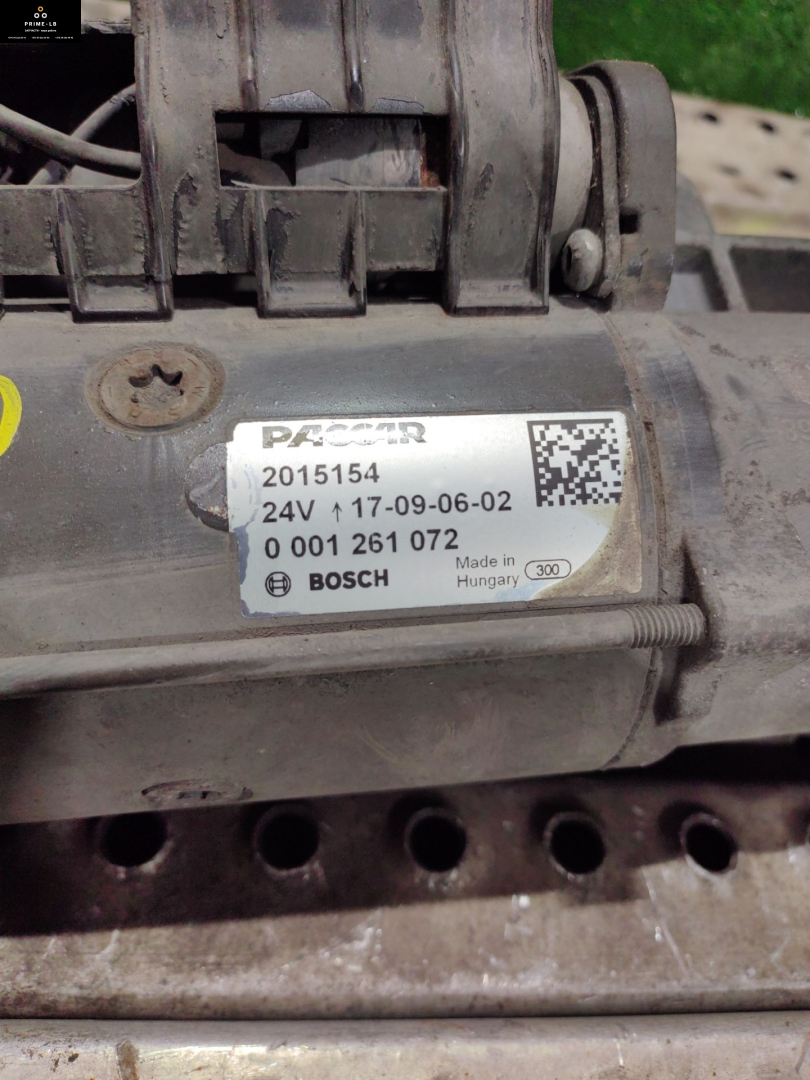 PRIME-LB
PACCAR
2015154
24V ↑ 17-09-06-02
0 001 261 072
BOSCH
Made in
Hungary
300